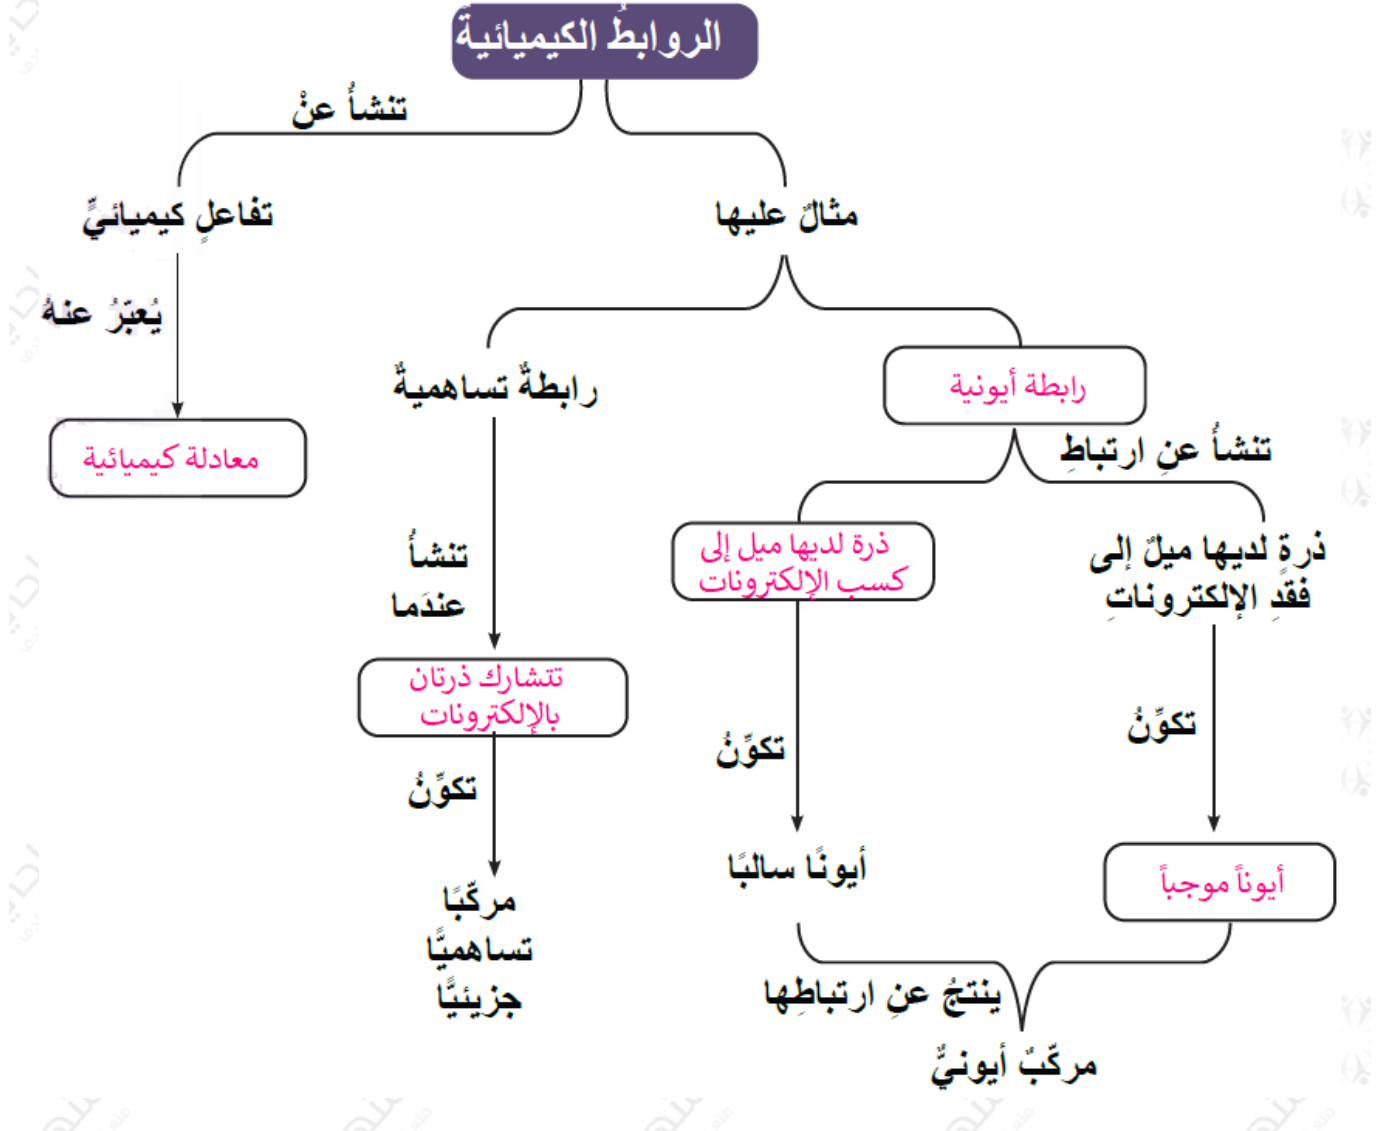 الروابطُ الكيميائيةُ
تنشأُ عنْ
تفاعلٍ كيميائيٍّ
مثالٌ عليها
يُعبّرُ عنهُ
رابطةٌ تساهميةٌ
رابطة أيونية
معادلة كيميائية
تنشأُ عنِ ارتباطِ
ذرة لديها ميل إلى
كسب الإلكترونات
ذرةٍ لديها ميلٌ إلى
فقدِ الإلكتروناتِ
تنشأُ
عندَما
تتشارك ذرتان
بالإلكترونات
تكوِّنُ
تكوِّنُ
تكوِّنُ
مركّبًا
تساهميًّا
جزيئيًّا
أيونًا سالبًا
أيوناً موجباً
ينتجُ عنِ ارتباطِها
مركّبٌ أيونيٌّ